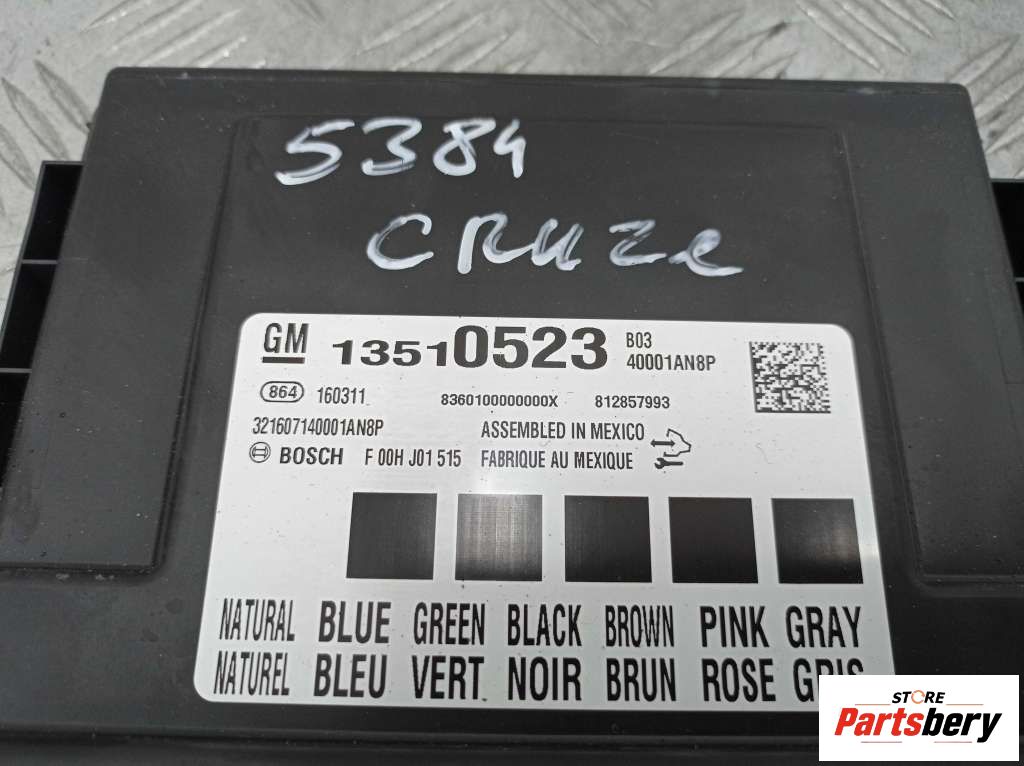 5384
CRUZe
GM 13510523 B03
40001AN8P
864 160311 8360100000000X 812857993
321607140001AN8P ASSEMBLED IN MEXICO
BOSCH F 00H J01 515 FABRIQUE AU MEXIQUE
NATURAL BLUE GREEN BLACK BROWN PINK GRAY
NATUREL BLEU VERT NOIR BRUN ROSE GRIS
STORE
Partsbery